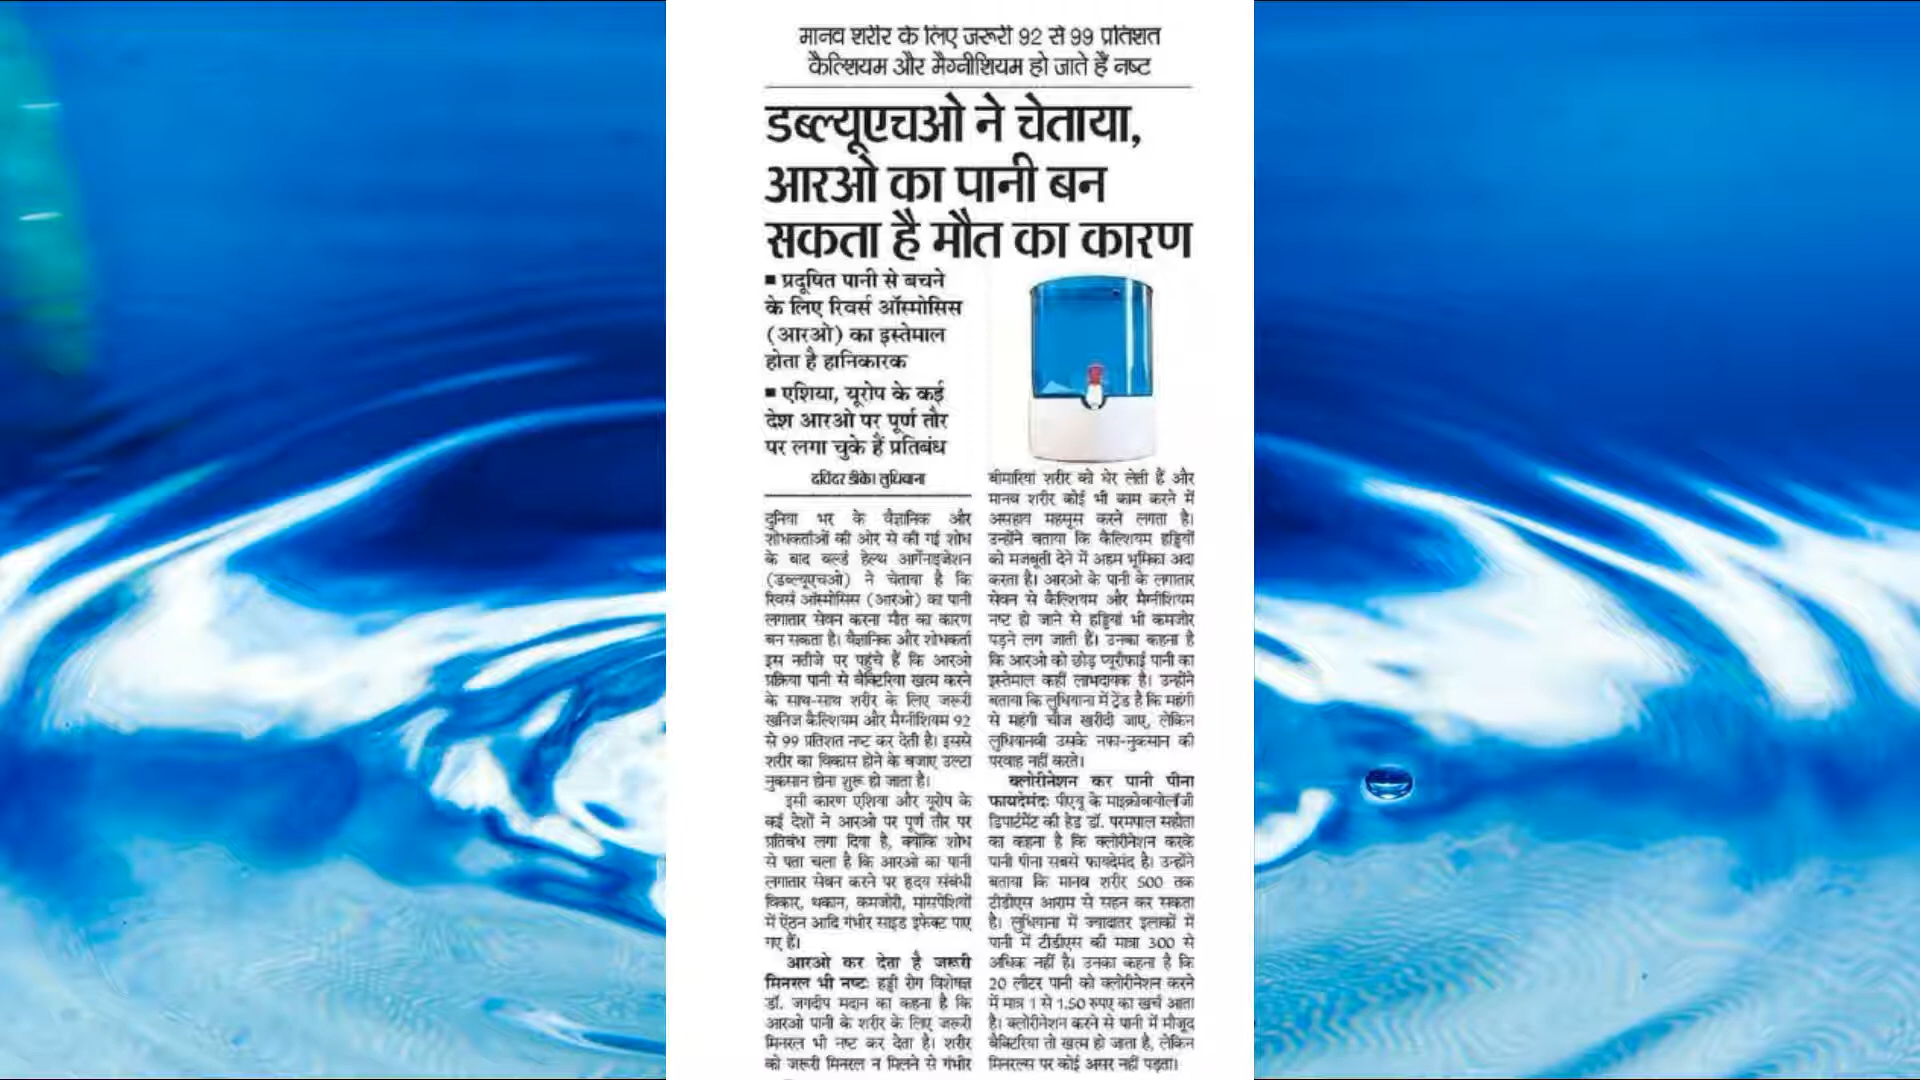 मानव शरीर के लिए जरूरी 92 से 99 प्रतिशत
कैल्शियम और मैग्नीशियम हो जाते हैं नष्ट
डब्ल्यूएचओ ने चेताया,
आरओ का पानी बन
सकता है मौत का कारण
■ प्रदूषित पानी से बचने
के लिए रिवर्स ऑस्मोसिस
(आरओ) का इस्तेमाल
होता है हानिकारक
■ एशिया, यूरोप के कई
देश आरओ पर पूर्ण तौर
पर लगा चुके हैं प्रतिबंध
दविंदर डीके। लुधियाना
दुनिया भर के वैज्ञानिक और
शोधकर्ताओं की ओर से की गई शोध
के बाद वर्ल्ड हेल्थ आर्गेनाइजेशन
(डब्ल्यूएचओ) ने चेताया है कि
रिवर्स ऑस्मोसिस (आरओ) का पानी
लगातार सेवन करना मौत का कारण
बन सकता है। वैज्ञानिक और शोधकर्ता
इस नतीजे पर पहुंचे हैं कि आरओ
प्रक्रिया पानी से बैक्टिरिया खत्म करने
के साथ-साथ शरीर के लिए जरूरी
खनिज कैल्शियम और मैग्नीशियम 92
से 99 प्रतिशत नष्ट कर देती है। इससे
शरीर का विकास होने के बजाए उल्टा
नुकसान होना शुरू हो जाता है।
इसी कारण एशिया और यूरोप के
कई देशों ने आरओ पर पूर्ण तौर पर
प्रतिबंध लगा दिया है, क्योंकि शोध
से पता चला है कि आरओ का पानी
लगातार सेवन करने पर हृदय संबंधी
विकार, थकान, कमजोरी, मांसपेशियों
में ऐंठन आदि गंभीर साइड इफेक्ट पाए
गए हैं।
आरओ कर देता है जरूरी
मिनरल भी नष्ट: हड्डी रोग विशेषज्ञ
डॉ. जगदीप मदान का कहना है कि
आरओ पानी के शरीर के लिए जरूरी
मिनरल भी नष्ट कर देता है। शरीर
को जरूरी मिनरल न मिलने से गंभीर
बीमारियां शरीर को घेर लेती हैं और
मानव शरीर कोई भी काम करने में
असहाय महसूस करने लगता है।
उन्होंने बताया कि कैल्शियम हड्डियों
को मजबूती देने में अहम भूमिका अदा
करता है। आरओ के पानी के लगातार
सेवन से कैल्शियम और मैग्नीशियम
नष्ट हो जाने से हड्डियां भी कमजोर
पड़ने लग जाती हैं। उनका कहना है
कि आरओ को छोड़ प्यूरीफाई पानी का
इस्तेमाल कहीं लाभदायक है। उन्होंने
बताया कि लुधियाना में ट्रेंड है कि महंगी
से महंगी चीज खरीदी जाए, लेकिन
लुधियानवी उसके नफा-नुकसान की
परवाह नहीं करते।
क्लोरीनेशन कर पानी पीना
फायदेमंद: पीएयू के माइक्रोबायोलॉजी
डिपार्टमेंट की हेड डॉ. परमपाल सहोता
का कहना है कि क्लोरीनेशन करके
पानी पीना सबसे फायदेमंद है। उन्होंने
बताया कि मानव शरीर 500 तक
टीडीएस आराम से सहन कर सकता
है। लुधियाना में ज्यादातर इलाकों में
पानी में टीडीएस की मात्रा 300 से
अधिक नहीं है। उनका कहना है कि
20 लीटर पानी को क्लोरीनेशन करने
में मात्र 1 से 1.50 रुपए का खर्च आता
है। क्लोरीनेशन करने से पानी में मौजूद
बैक्टिरिया तो खत्म हो जाता है, लेकिन
मिनरल्स पर कोई असर नहीं पड़ता।